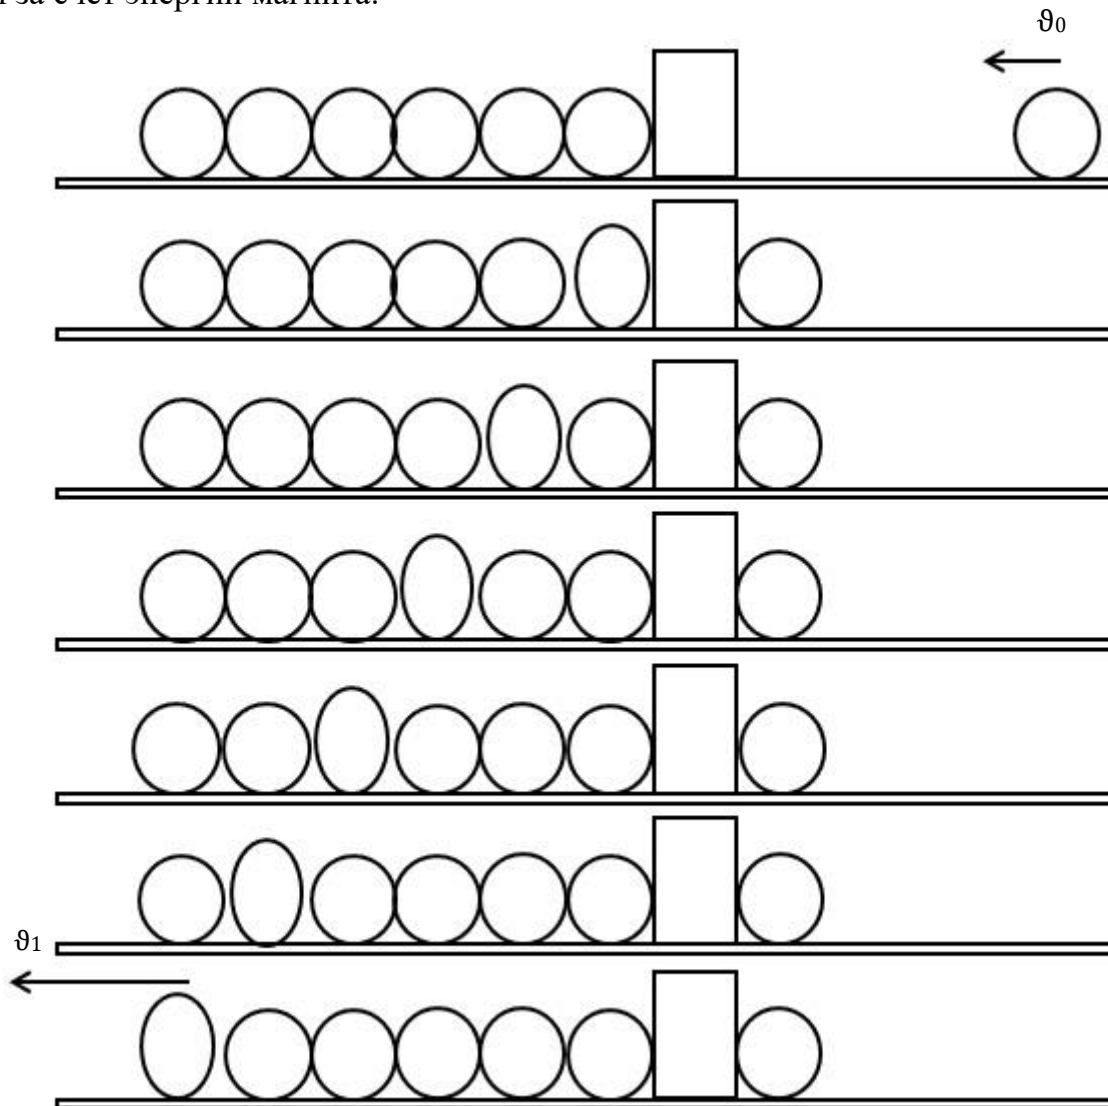 за счет энергии магнита.
ϑ0
ϑ1